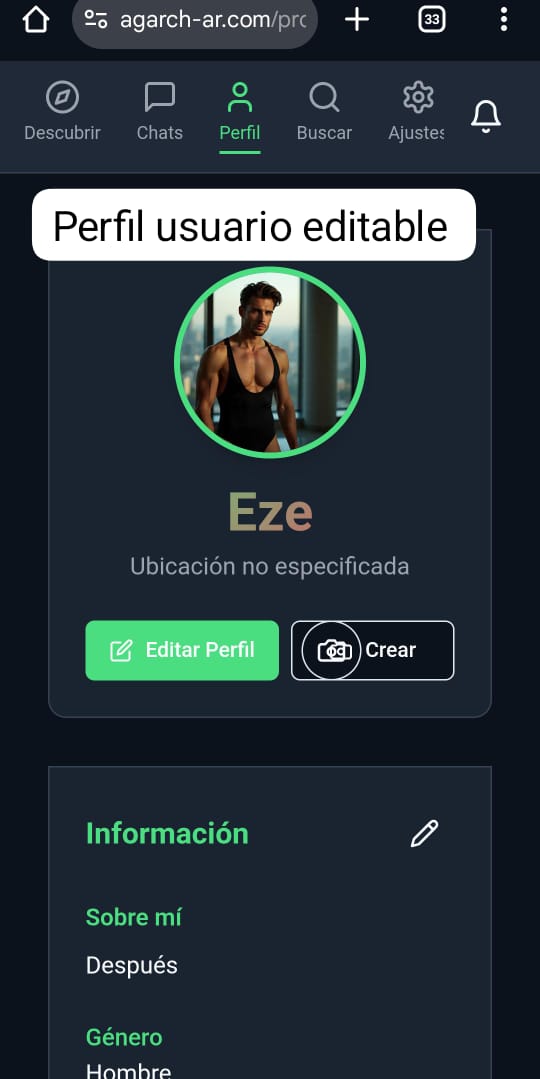 agarch-ar.com/pro
33
Descubrir
Chats
Perfil
Buscar
Ajustes
Perfil usuario editable
Eze
Ubicación no especificada
Editar Perfil
Crear
Información
Sobre mí
Después
Género
Hombre